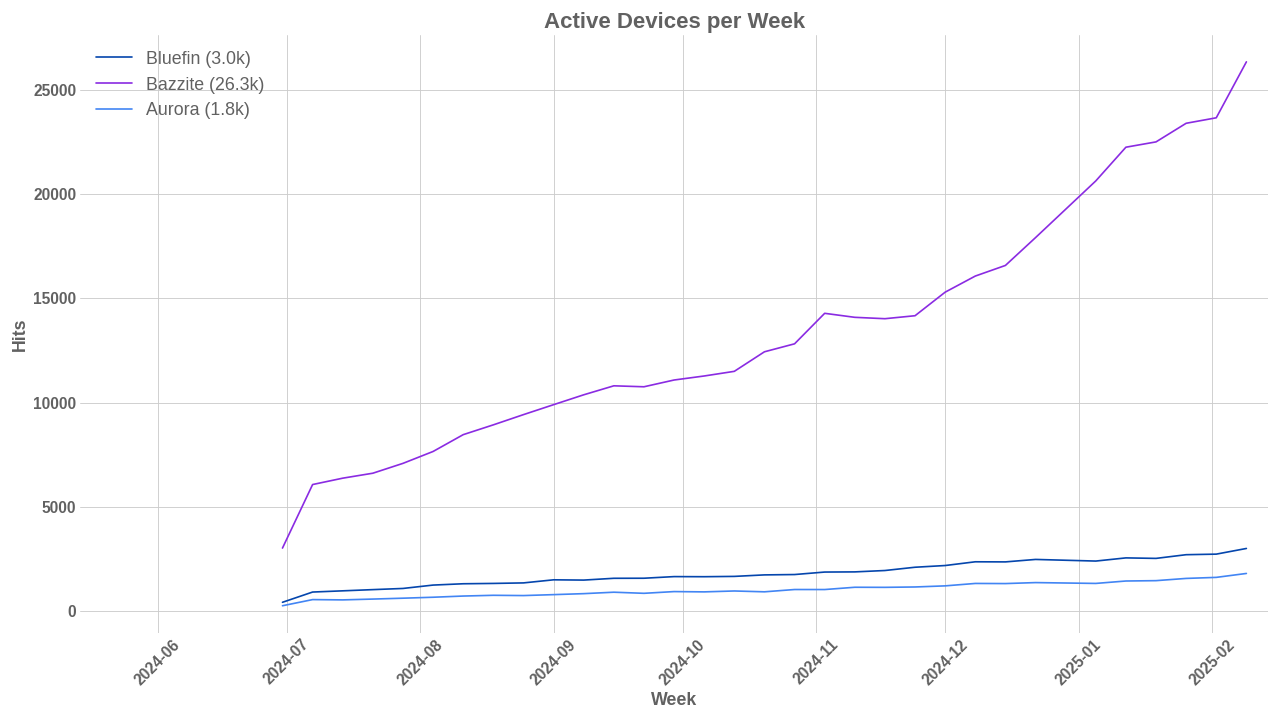 Active Devices per Week
Bluefin (3.0k)
Bazzite (26.3k)
Aurora (1.8k)
25000
20000
15000
10000
5000
0
Hits
2024-06
2024-07
2024-08
2024-09
2024-10
2024-11
2024-12
2025-01
2025-02
Week